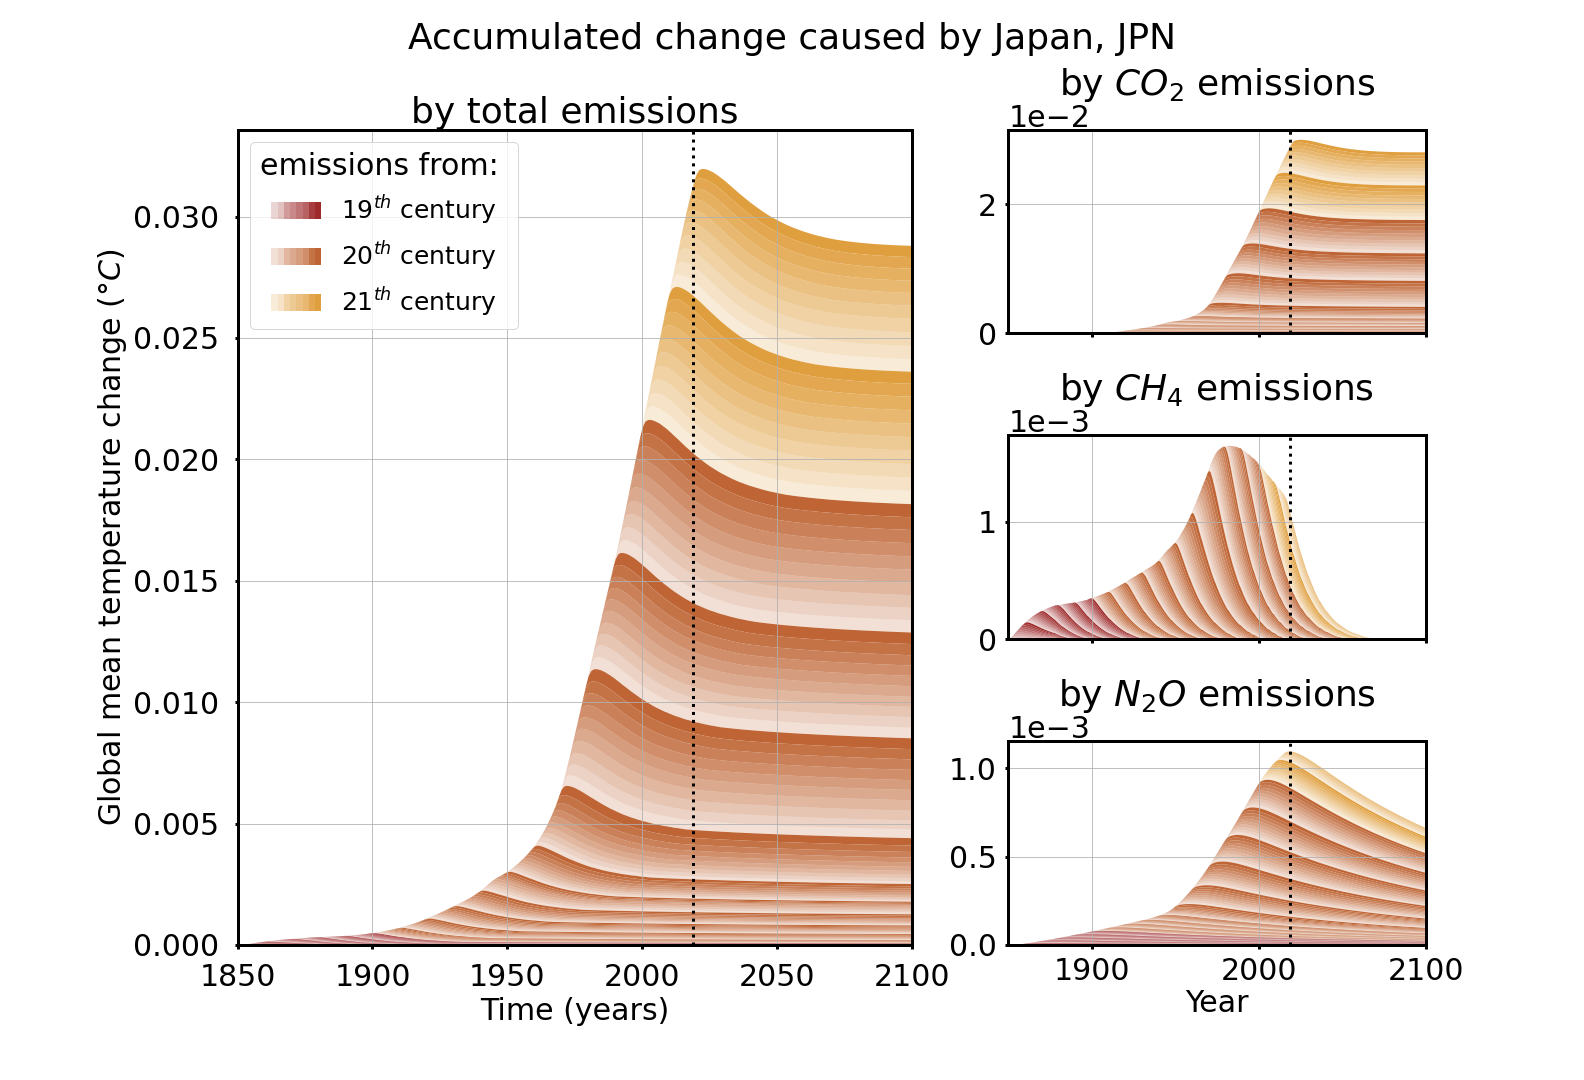 Accumulated change caused by Japan, JPN
by total emissions
emissions from:
19th century
20th century
21th century
Global mean temperature change (°C)
0.030
0.025
0.020
0.015
0.010
0.005
0.000
1850 1900 1950 2000 2050 2100
Time (years)
by CO2 emissions
1e−2
2
0
by CH4 emissions
1e−3
1
0
by N2O emissions
1e−3
1.0
0.5
0.0
1900 2000 2100
Year